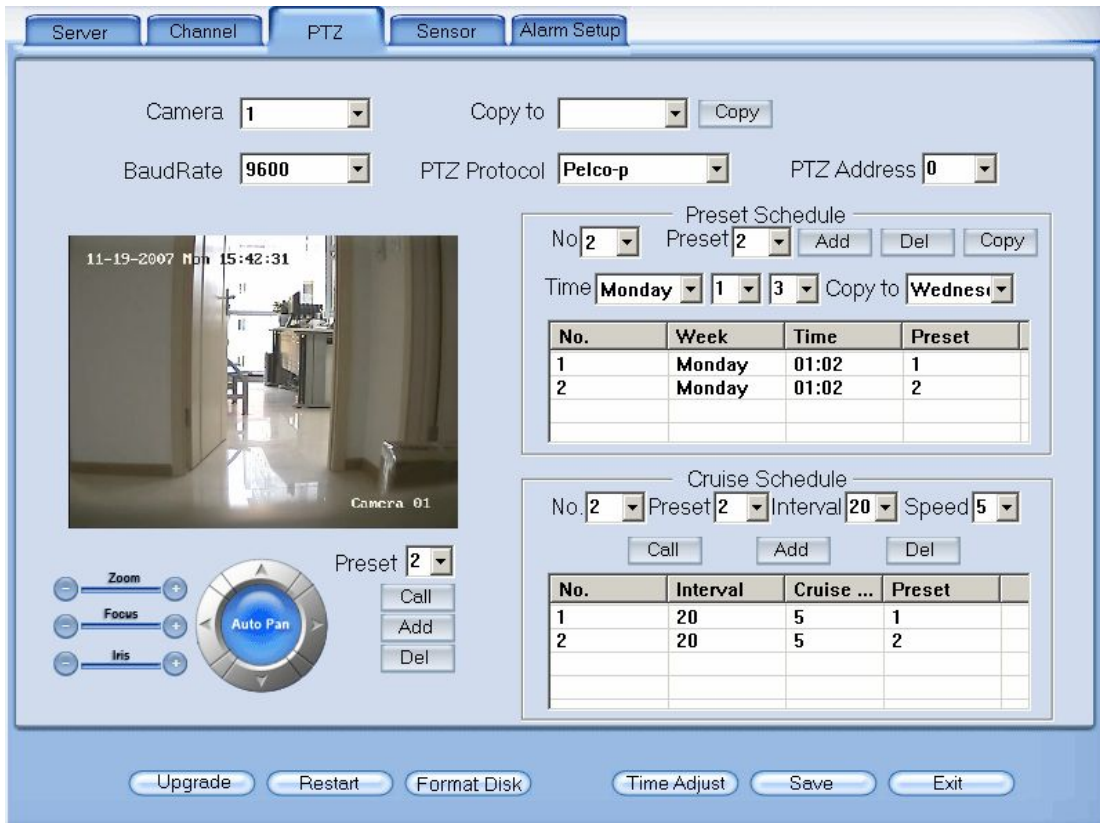 Server Channel PTZ Sensor Alarm Setup
Camera 1 Copy to Copy
BaudRate 9600 PTZ Protocol Pelco-p PTZ Address 0
11-19-2007 Mon 15:42:31
Camera 01
Zoom
Focus
Iris
Auto Pan
Preset 2
Call
Add
Del
Preset Schedule
No 2 Preset 2 Add Del Copy
Time Monday 1 3 Copy to Wednes
No. Week Time Preset
1 Monday 01:02 1
2 Monday 01:02 2
Cruise Schedule
No. 2 Preset 2 Interval 20 Speed 5
Call Add Del
No. Interval Cruise ... Preset
1 20 5 1
2 20 5 2
Upgrade Restart Format Disk Time Adjust Save Exit